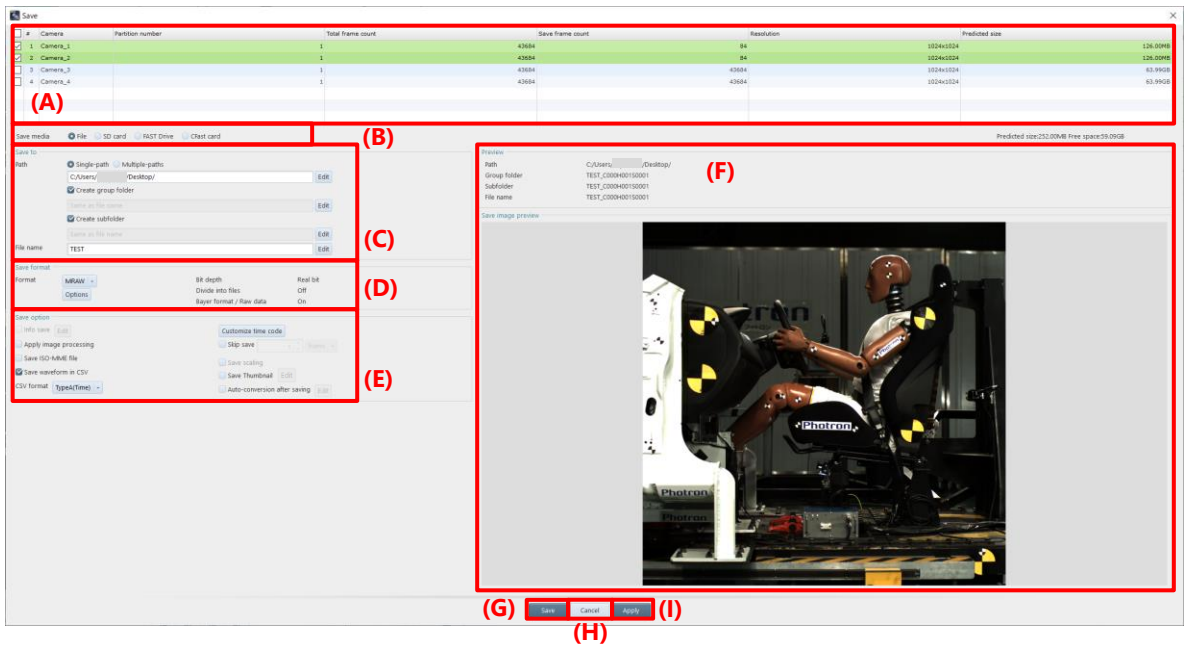 Save
# Camera Partition number Total frame count Save frame count Resolution Predicted size
1 Camera_1 1 43684 84 1024x1024 126.00MB
2 Camera_2 1 43684 84 1024x1024 126.00MB
3 Camera_3 1 43684 43684 1024x1024 63.99GB
4 Camera_4 1 43684 43684 1024x1024 63.99GB
(A)
Save media File SD card FAST Drive CFast card
(B)
Predicted size:252.00MB Free space:59.09GB
Save to
Path Single-path Multiple-paths
C:/Users/ /Desktop/ Edit
Create group folder
Same as file name Edit
Create subfolder
Same as file name Edit
File name TEST Edit
(C)
Save format
Format MRAW Bit depth Real bit
Options Divide into files Off
Bayer format / Raw data On
(D)
Save option
Info save Edit Customize time code
Apply image processing Skip save 1 Frame
Save ISO-MME file Save scaling
Save waveform in CSV Save Thumbnail Edit
CSV format TypeA(Time) Auto-conversion after saving Edit
(E)
Preview
Path C:/Users/ /Desktop/
Group folder TEST_C000H001S0001
Subfolder TEST_C000H001S0001
File name TEST_C000H001S0001
(F)
Save image preview
Photron
Photron
Photron
Photron
(G) Save Cancel Apply (I)
(H)